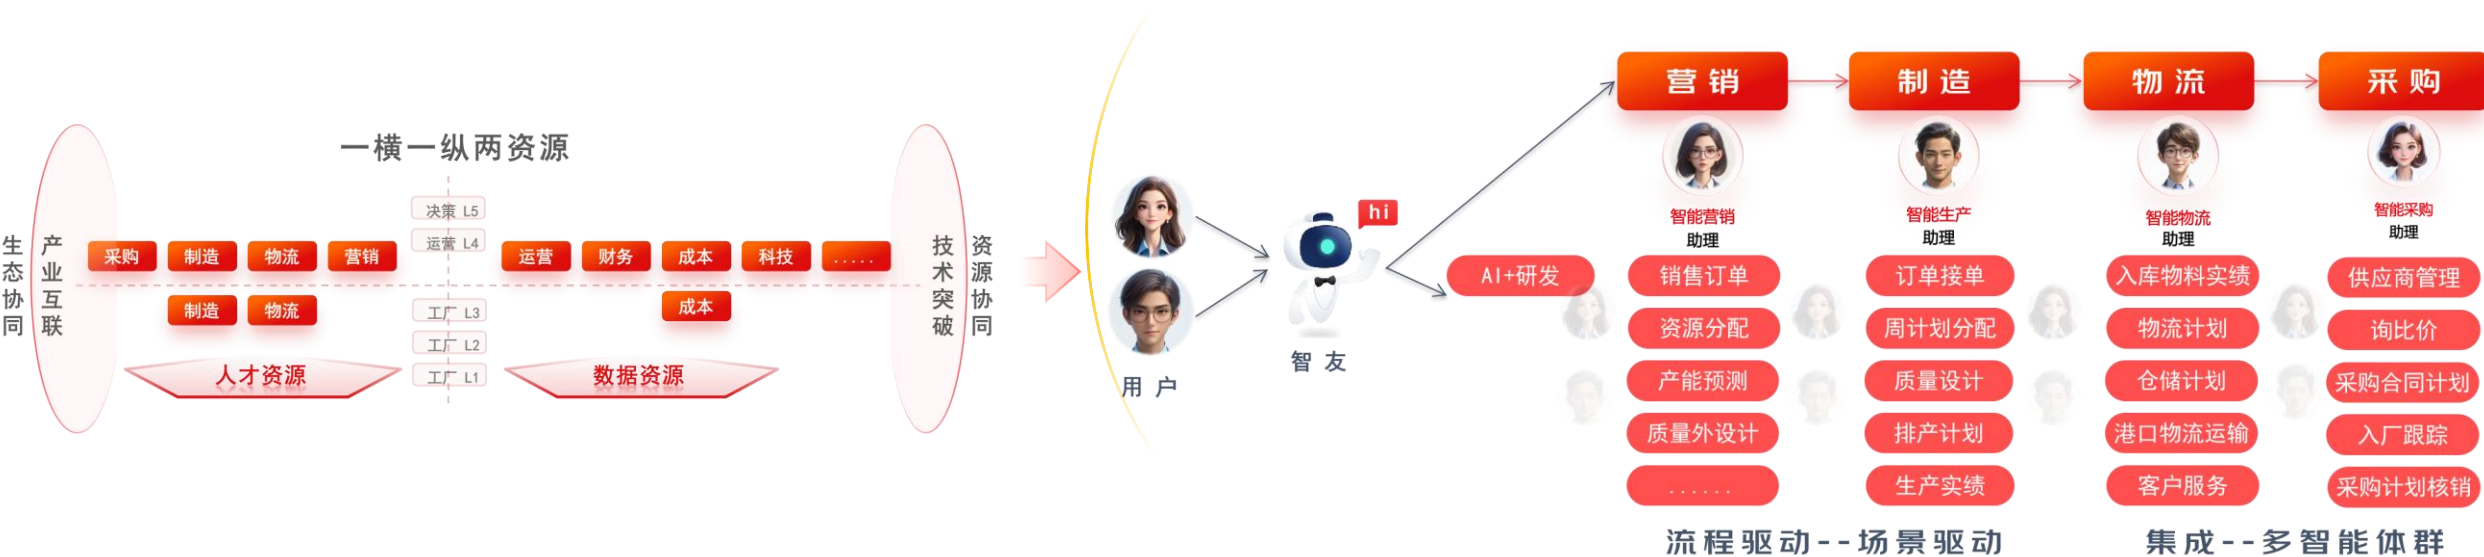 一横一纵两资源
生态协同
产业互联
决策 L5
运营 L4
采购 制造 物流 营销
运营 财务 成本 科技 .....
制造 物流
成本
工厂 L3
工厂 L2
工厂 L1
人才资源
数据资源
技术突破
资源协同
用户
hi
智友
AI+研发
营销
智能营销
助理
销售订单
资源分配
产能预测
质量外设计
......
制造
智能生产
助理
订单接单
周计划分配
质量设计
排产计划
生产实绩
物流
智能物流
助理
入库物料实绩
物流计划
仓储计划
港口物流运输
客户服务
采购
智能采购
助理
供应商管理
询比价
采购合同计划
入厂跟踪
采购计划核销
流程驱动--场景驱动
集成--多智能体群